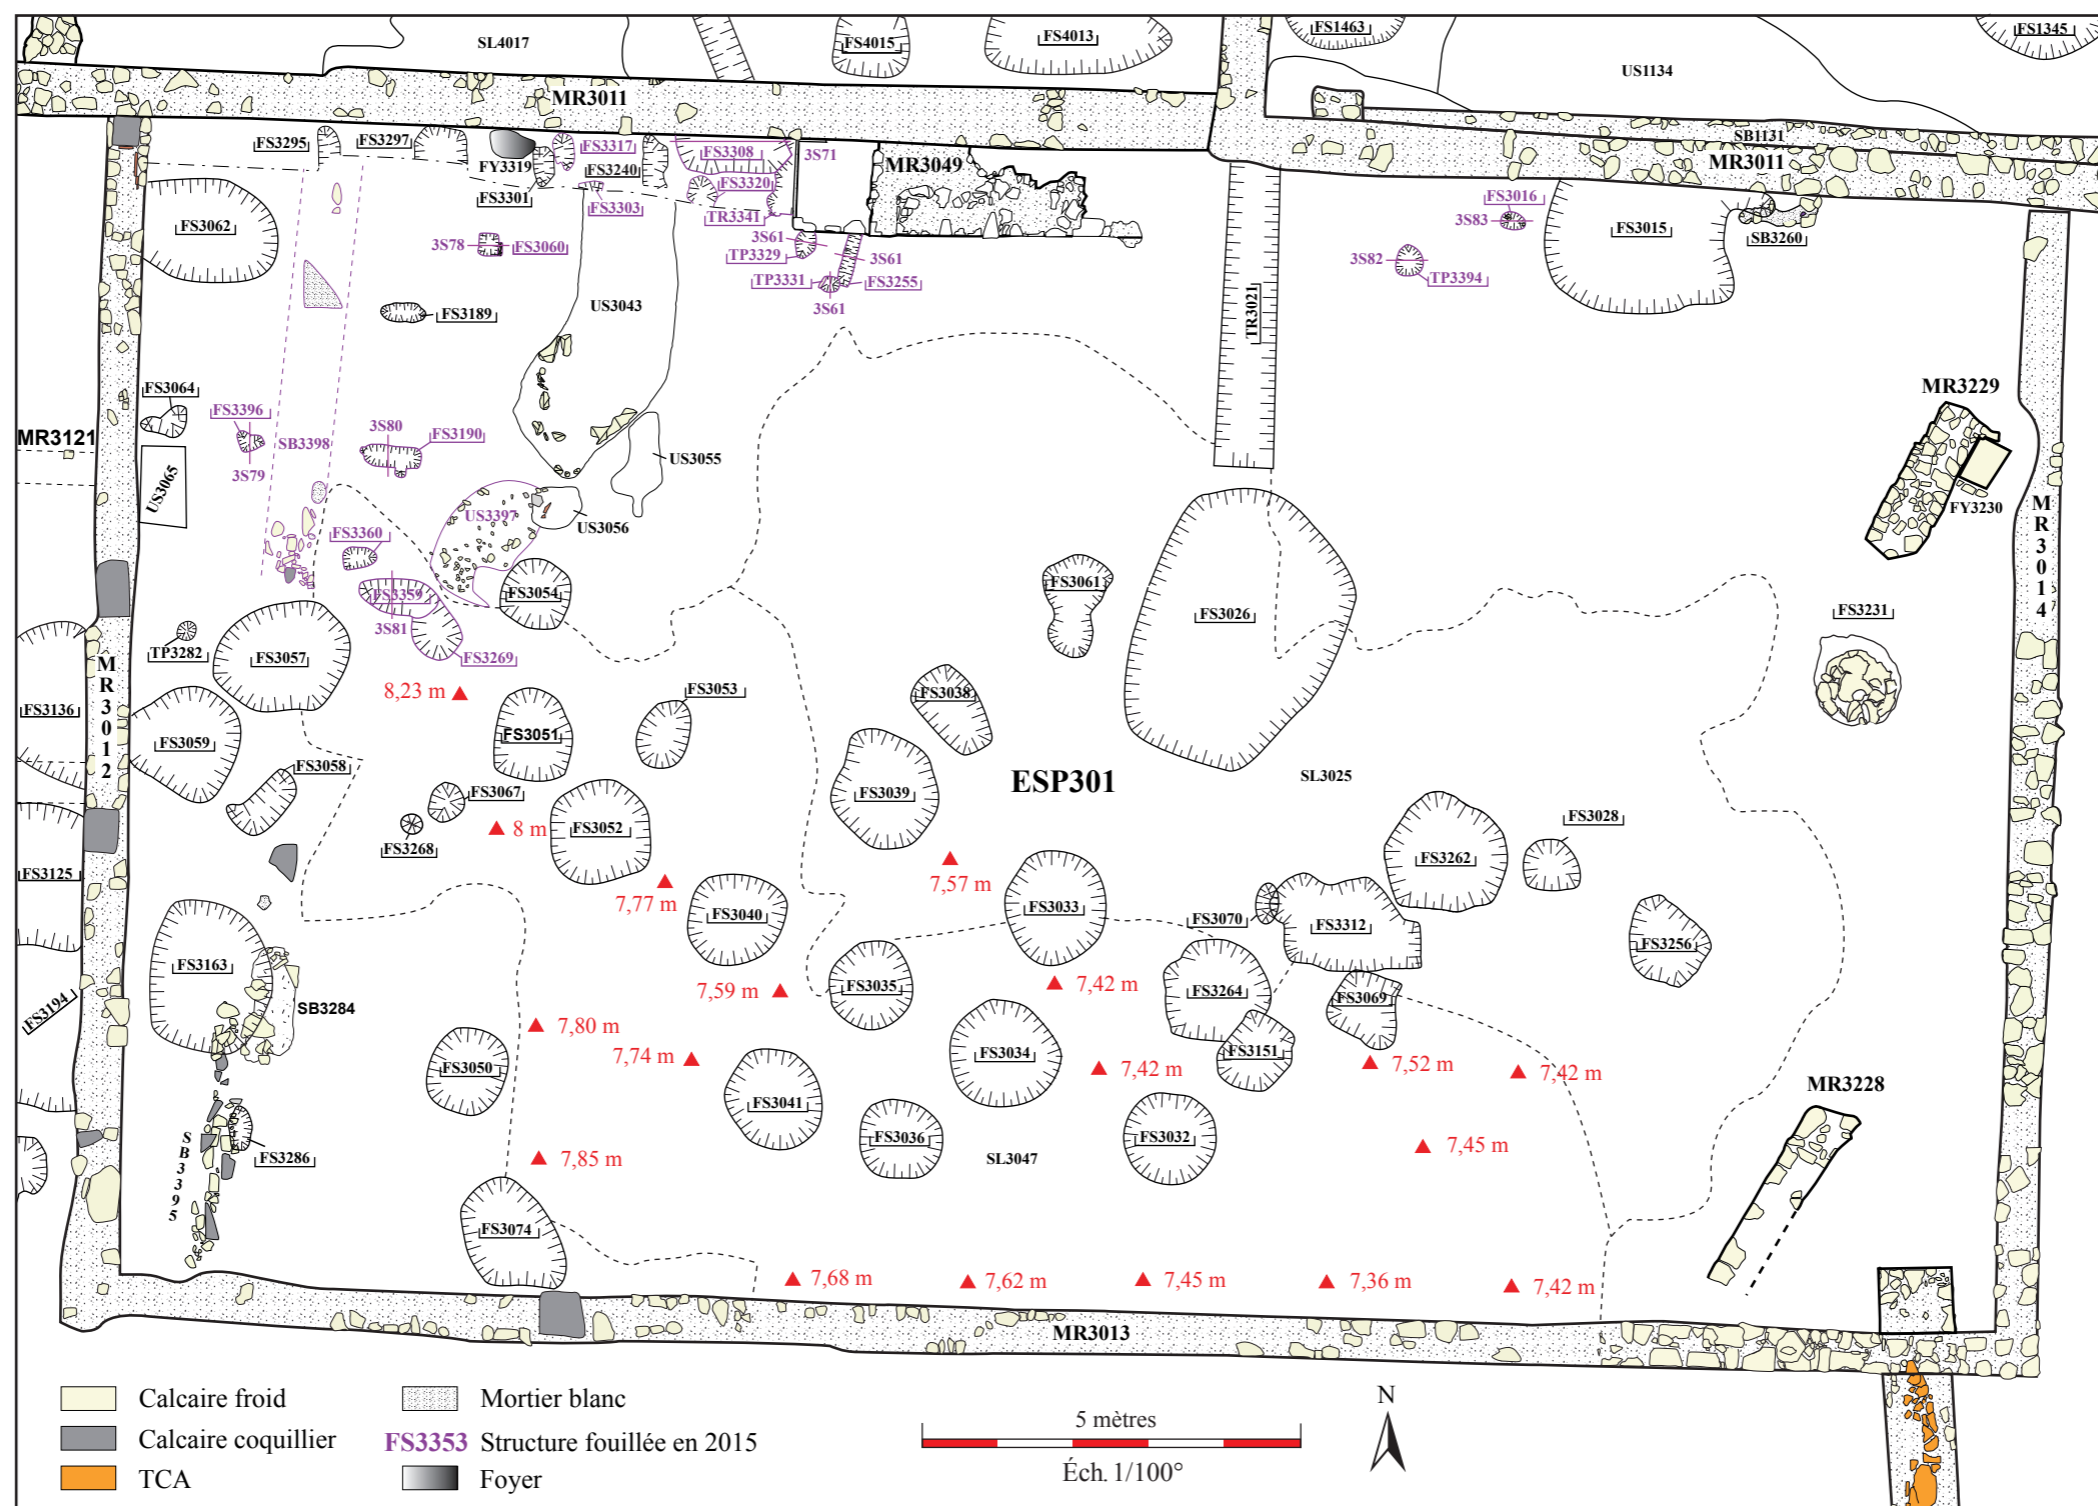 SL4017
FS4015
FS4013
FS1463
FS1345
US1134
MR3011
SB1131
MR3011
FS3295
FS3297
FY3319
FS3317
FS3240
FS3308
3S71
MR3049
FS3301
FS3303
FS3320
TR3341
FS3016
3S83
FS3062
3S78
FS3060
3S61
TP3329
3S61
TP3331
FS3255
3S61
3S82
TP3394
FS3015
SB3260
US3043
FS3189
TR3021
FS3064
FS3396
SB3398
3S80
FS3190
MR3121
3S79
US3065
US3055
MR3229
FY3230
US3397
US3056
FS3360
MR3014
FS3359
3S81
FS3054
FS3061
FS3026
FS3231
TP3282
FS3057
FS3269
MR3012
8,23 m
FS3053
FS3038
FS3136
FS3059
FS3051
FS3058
FS3067
FS3039
ESP301
SL3025
FS3268
8 m
FS3052
FS3028
FS3262
FS3125
7,77 m
7,57 m
FS3040
FS3033
FS3070
FS3312
FS3256
FS3163
FS3194
SB3284
7,59 m
FS3035
7,42 m
FS3264
FS3069
7,80 m
7,74 m
FS3050
FS3034
7,42 m
FS3151
7,52 m
7,42 m
MR3228
FS3041
FS3036
FS3032
7,45 m
SB3395
FS3286
7,85 m
SL3047
FS3074
7,68 m
7,62 m
7,45 m
7,36 m
7,42 m
MR3013
Calcaire froid
Calcaire coquillier
TCA
Mortier blanc
FS3353 Structure fouillée en 2015
Foyer
5 mètres
Éch. 1/100°
N